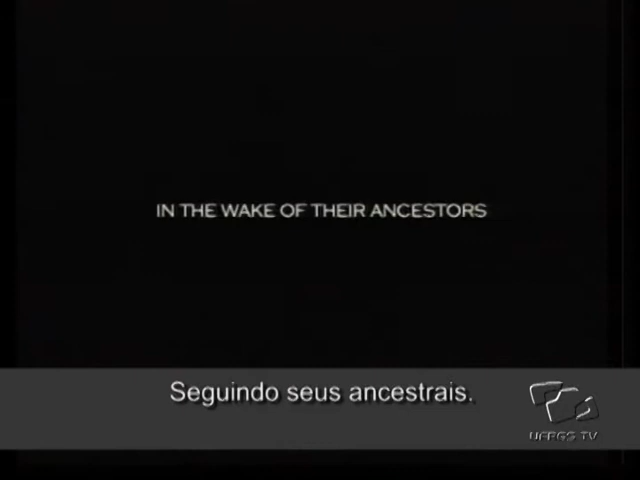 IN THE WAKE OF THEIR ANCESTORS
Seguindo seus ancestrais.
UFRGS TV